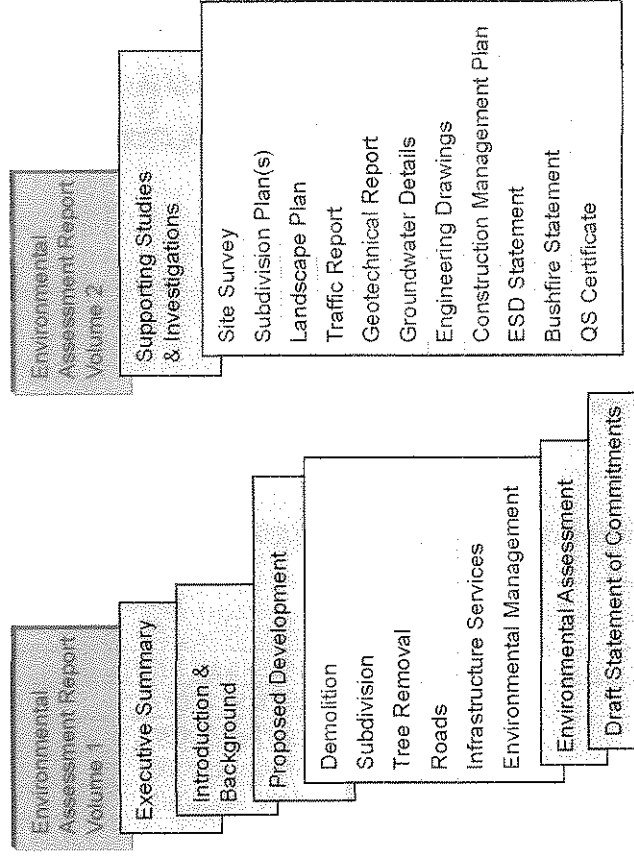 Environmental
Assessment Report
Volume 1
Executive Summary
Introduction &
Background
Proposed Development
Demolition
Subdivision
Tree Removal
Roads
Infrastructure Services
Environmental Management
Environmental Assessment
Draft Statement of Commitments
Environmental
Assessment Report
Volume 2
Supporting Studies
& Investigations
Site Survey
Subdivision Plan(s)
Landscape Plan
Traffic Report
Geotechnical Report
Groundwater Details
Engineering Drawings
Construction Management Plan
ESD Statement
Bushfire Statement
QS Certificate